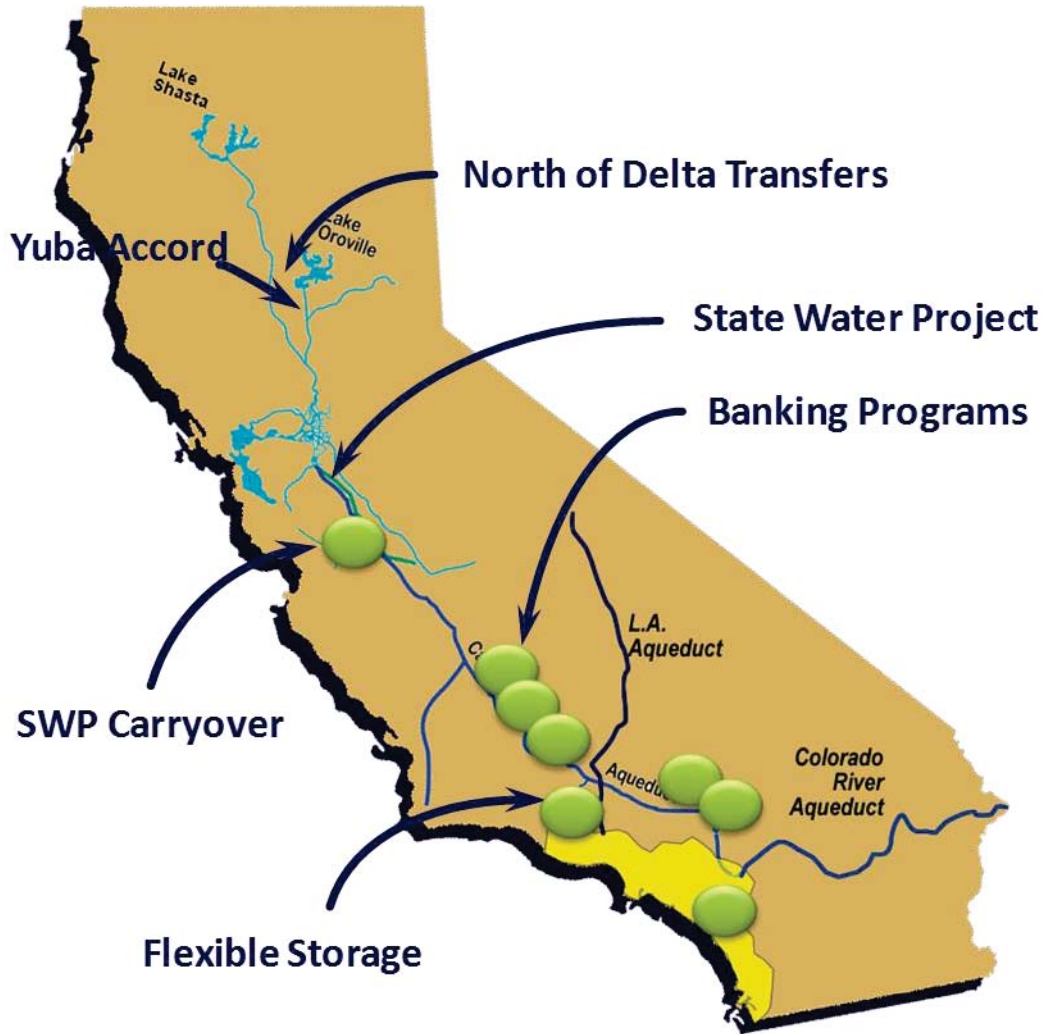 Lake
Shasta
North of Delta Transfers
Lake
Oroville
Yuba Accord
State Water Project
Banking Programs
L.A.
Aqueduct
SWP Carryover
Colorado
River
Aqueduct
Flexible Storage